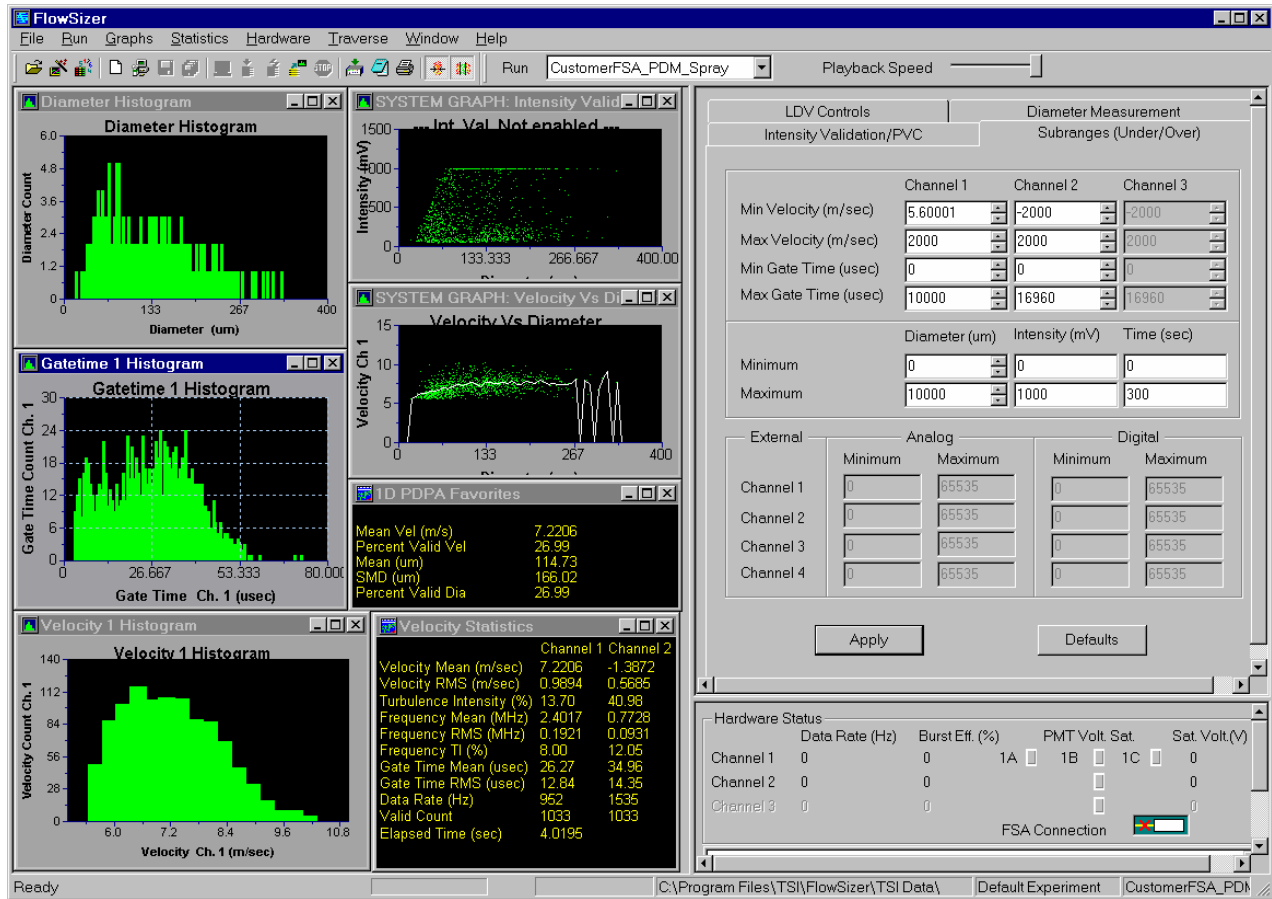 FlowSizer
File Run Graphs Statistics Hardware Traverse Window Help
Run CustomerFSA_PDM_Spray Playback Speed
Diameter Histogram
Diameter Histogram
6.0
4.8
3.6
2.4
1.2
0
0 133 267 400
Diameter Count
Diameter (um)
SYSTEM GRAPH: Intensity Valid
--- Int. Val. Not enabled ---
1500
1000
500
0
0 133.333 266.667 400.00
Intensity (mV)
SYSTEM GRAPH: Velocity Vs Di
Velocity Vs Diameter
15
10
5
0
0 133 267 400
Velocity Ch 1
Gatetime 1 Histogram
Gatetime 1 Histogram
30
24
18
12
6
0
0 26.667 53.333 80.000
Gate Time Count Ch. 1
Gate Time Ch. 1 (usec)
1D PDPA Favorites
Mean Vel (m/s) 7.2206
Percent Valid Vel 26.99
Mean (um) 114.73
SMD (um) 166.02
Percent Valid Dia 26.99
Velocity 1 Histogram
Velocity 1 Histogram
140
112
84
56
28
0
6.0 7.2 8.4 9.6 10.8
Velocity Count Ch. 1
Velocity Ch. 1 (m/sec)
Velocity Statistics
Channel 1 Channel 2
Velocity Mean (m/sec) 7.2206 -1.3872
Velocity RMS (m/sec) 0.9894 0.5685
Turbulence Intensity (%) 13.70 40.98
Frequency Mean (MHz) 2.4017 0.7728
Frequency RMS (MHz) 0.1921 0.0931
Frequency TI (%) 8.00 12.05
Gate Time Mean (usec) 26.27 34.96
Gate Time RMS (usec) 12.84 14.35
Data Rate (Hz) 952 1535
Valid Count 1033 1033
Elapsed Time (sec) 4.0195
LDV Controls Diameter Measurement
Intensity Validation/PVC Subranges (Under/Over)
Channel 1 Channel 2 Channel 3
Min Velocity (m/sec) 5.60001 -2000 -2000
Max Velocity (m/sec) 2000 2000 2000
Min Gate Time (usec) 0 0 0
Max Gate Time (usec) 10000 16960 16960
Diameter (um) Intensity (mV) Time (sec)
Minimum 0 0 0
Maximum 10000 1000 300
External Analog Digital
Minimum Maximum Minimum Maximum
Channel 1 0 65535 0 65535
Channel 2 0 65535 0 65535
Channel 3 0 65535 0 65535
Channel 4 0 65535 0 65535
Apply Defaults
Hardware Status
Data Rate (Hz) Burst Eff. (%) PMT Volt. Sat. Sat. Volt.(V)
Channel 1 0 0 1A 1B 1C 0
Channel 2 0 0 0
Channel 3 0 0 0
FSA Connection
Ready C:\Program Files\TSI\FlowSizer\TSI Data\ Default Experiment CustomerFSA_PDM